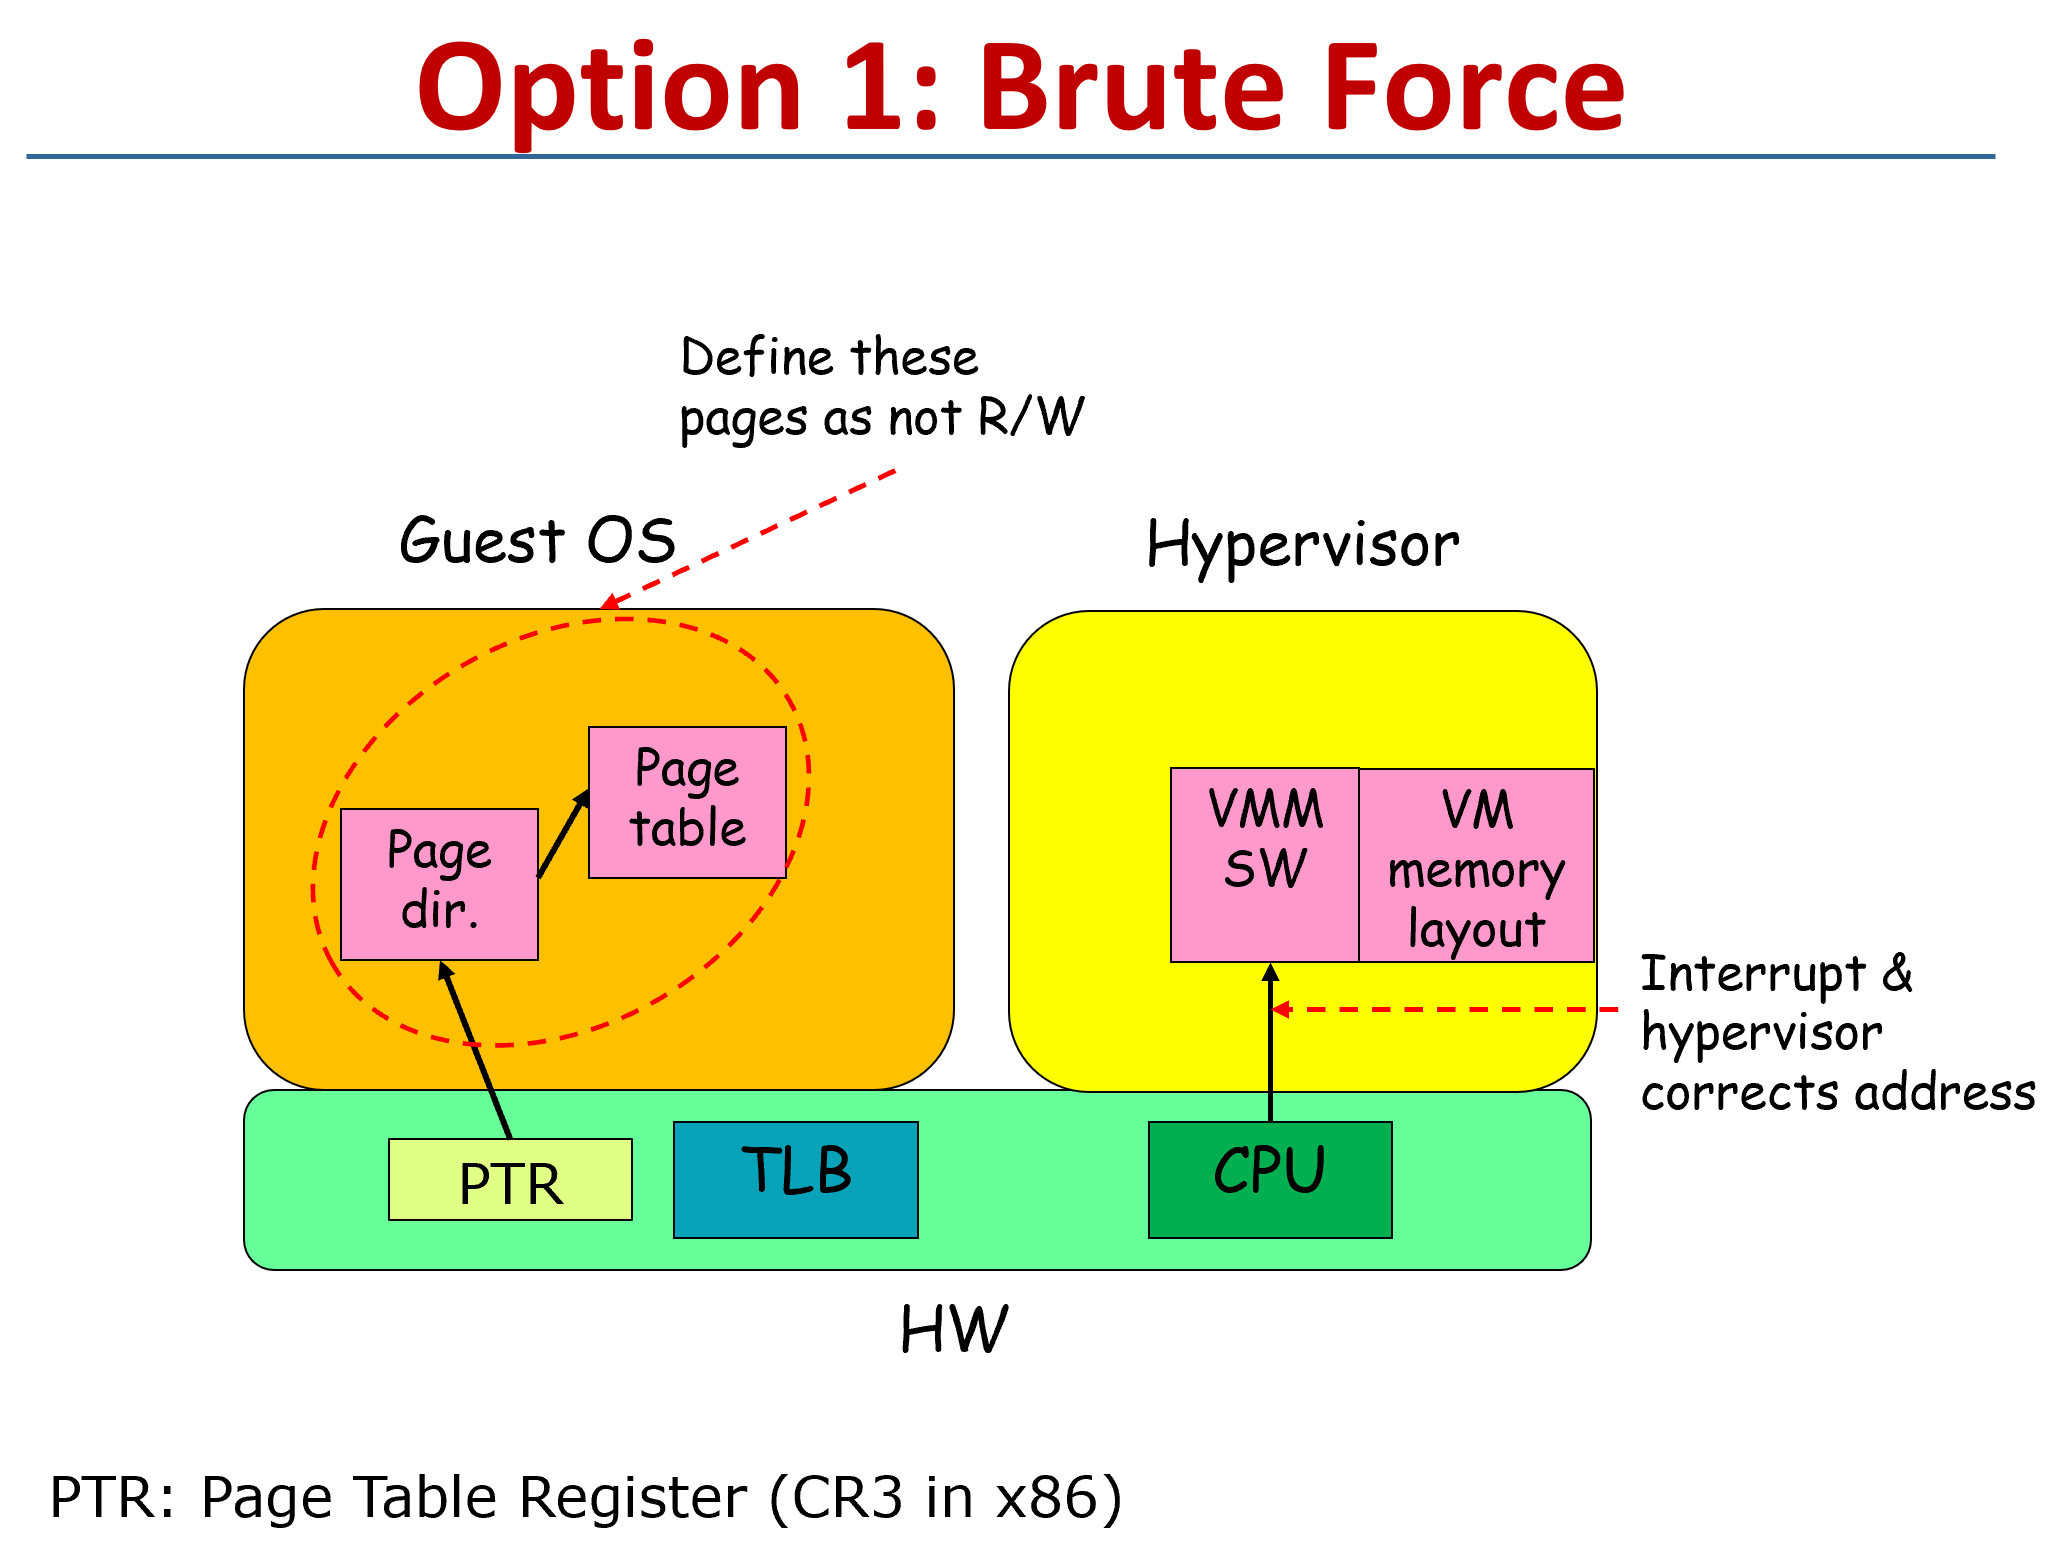 Option 1: Brute Force
Define these
pages as not R/W
Guest OS
Hypervisor
Page
table
Page
dir.
VMM
SW
VM
memory
layout
Interrupt &
hypervisor
corrects address
PTR
TLB
CPU
HW
PTR: Page Table Register (CR3 in x86)